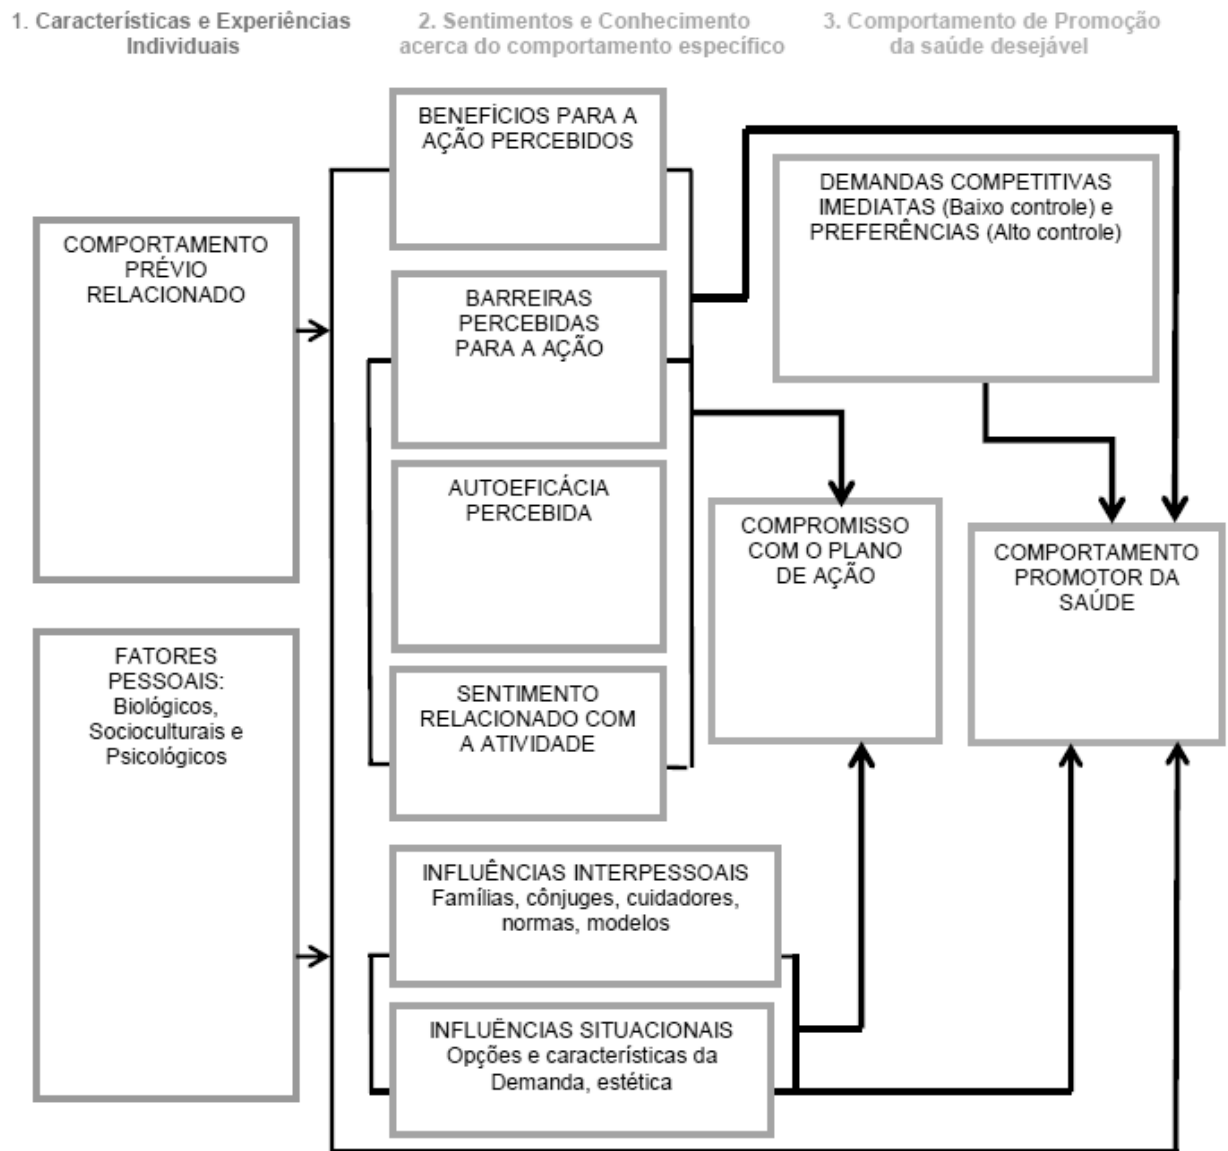 1. Características e Experiências
Individuais
2. Sentimentos e Conhecimento
acerca do comportamento específico
3. Comportamento de Promoção
da saúde desejável
BENEFÍCIOS PARA A
AÇÃO PERCEBIDOS
DEMANDAS COMPETITIVAS
IMEDIATAS (Baixo controle) e
PREFERÊNCIAS (Alto controle)
COMPORTAMENTO
PRÉVIO
RELACIONADO
BARREIRAS
PERCEBIDAS
PARA A AÇÃO
AUTOEFICÁCIA
PERCEBIDA
COMPROMISSO
COM O PLANO
DE AÇÃO
COMPORTAMENTO
PROMOTOR DA
SAÚDE
FATORES
PESSOAIS:
Biológicos,
Socioculturais e
Psicológicos
SENTIMENTO
RELACIONADO COM
A ATIVIDADE
INFLUÊNCIAS INTERPESSOAIS
Famílias, cônjuges, cuidadores,
normas, modelos
INFLUÊNCIAS SITUACIONAIS
Opções e características da
Demanda, estética